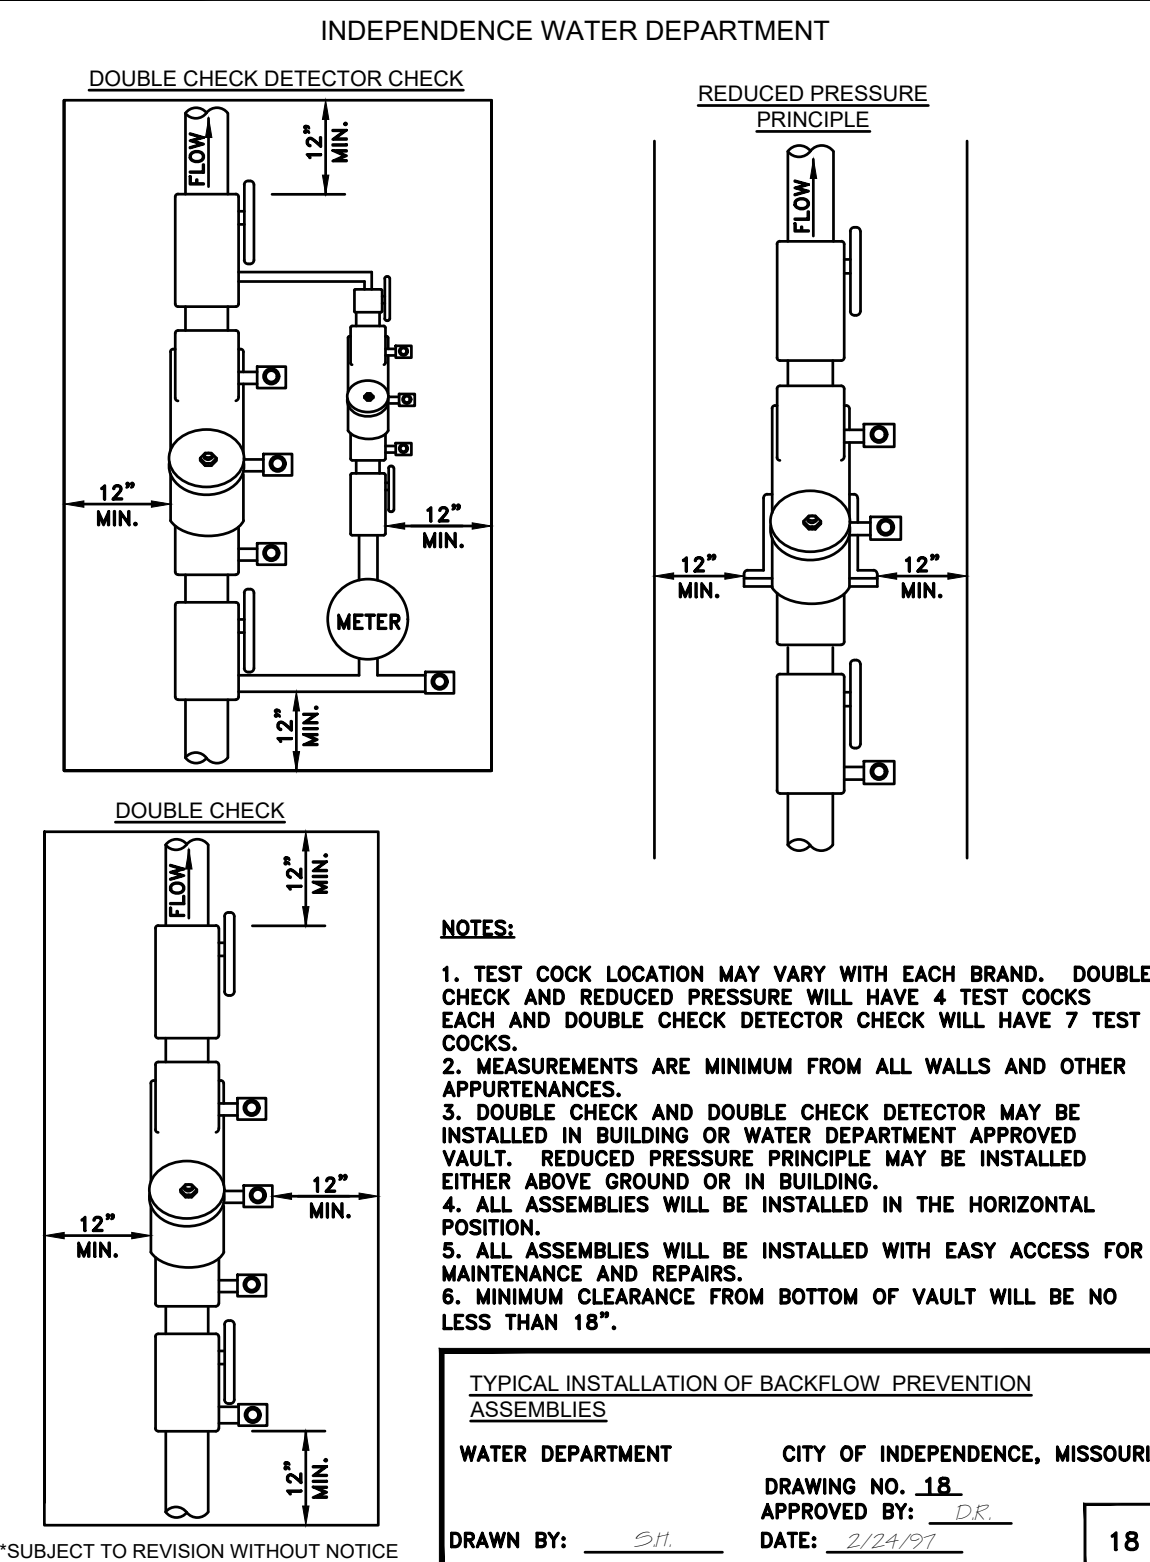 INDEPENDENCE WATER DEPARTMENT
DOUBLE CHECK DETECTOR CHECK
FLOW
12"
MIN.
12"
MIN.
12"
MIN.
METER
12"
MIN.
REDUCED PRESSURE
PRINCIPLE
FLOW
12"
MIN.
12"
MIN.
DOUBLE CHECK
FLOW
12"
MIN.
12"
MIN.
12"
MIN.
12"
MIN.
NOTES:
1. TEST COCK LOCATION MAY VARY WITH EACH BRAND. DOUBLE
CHECK AND REDUCED PRESSURE WILL HAVE 4 TEST COCKS
EACH AND DOUBLE CHECK DETECTOR CHECK WILL HAVE 7 TEST
COCKS.
2. MEASUREMENTS ARE MINIMUM FROM ALL WALLS AND OTHER
APPURTENANCES.
3. DOUBLE CHECK AND DOUBLE CHECK DETECTOR MAY BE
INSTALLED IN BUILDING OR WATER DEPARTMENT APPROVED
VAULT. REDUCED PRESSURE PRINCIPLE MAY BE INSTALLED
EITHER ABOVE GROUND OR IN BUILDING.
4. ALL ASSEMBLIES WILL BE INSTALLED IN THE HORIZONTAL
POSITION.
5. ALL ASSEMBLIES WILL BE INSTALLED WITH EASY ACCESS FOR
MAINTENANCE AND REPAIRS.
6. MINIMUM CLEARANCE FROM BOTTOM OF VAULT WILL BE NO
LESS THAN 18".
TYPICAL INSTALLATION OF BACKFLOW PREVENTION
ASSEMBLIES
WATER DEPARTMENT CITY OF INDEPENDENCE, MISSOURI
DRAWING NO. 18
APPROVED BY: D.R.
DRAWN BY: S.H. DATE: 2/24/97
18
*SUBJECT TO REVISION WITHOUT NOTICE